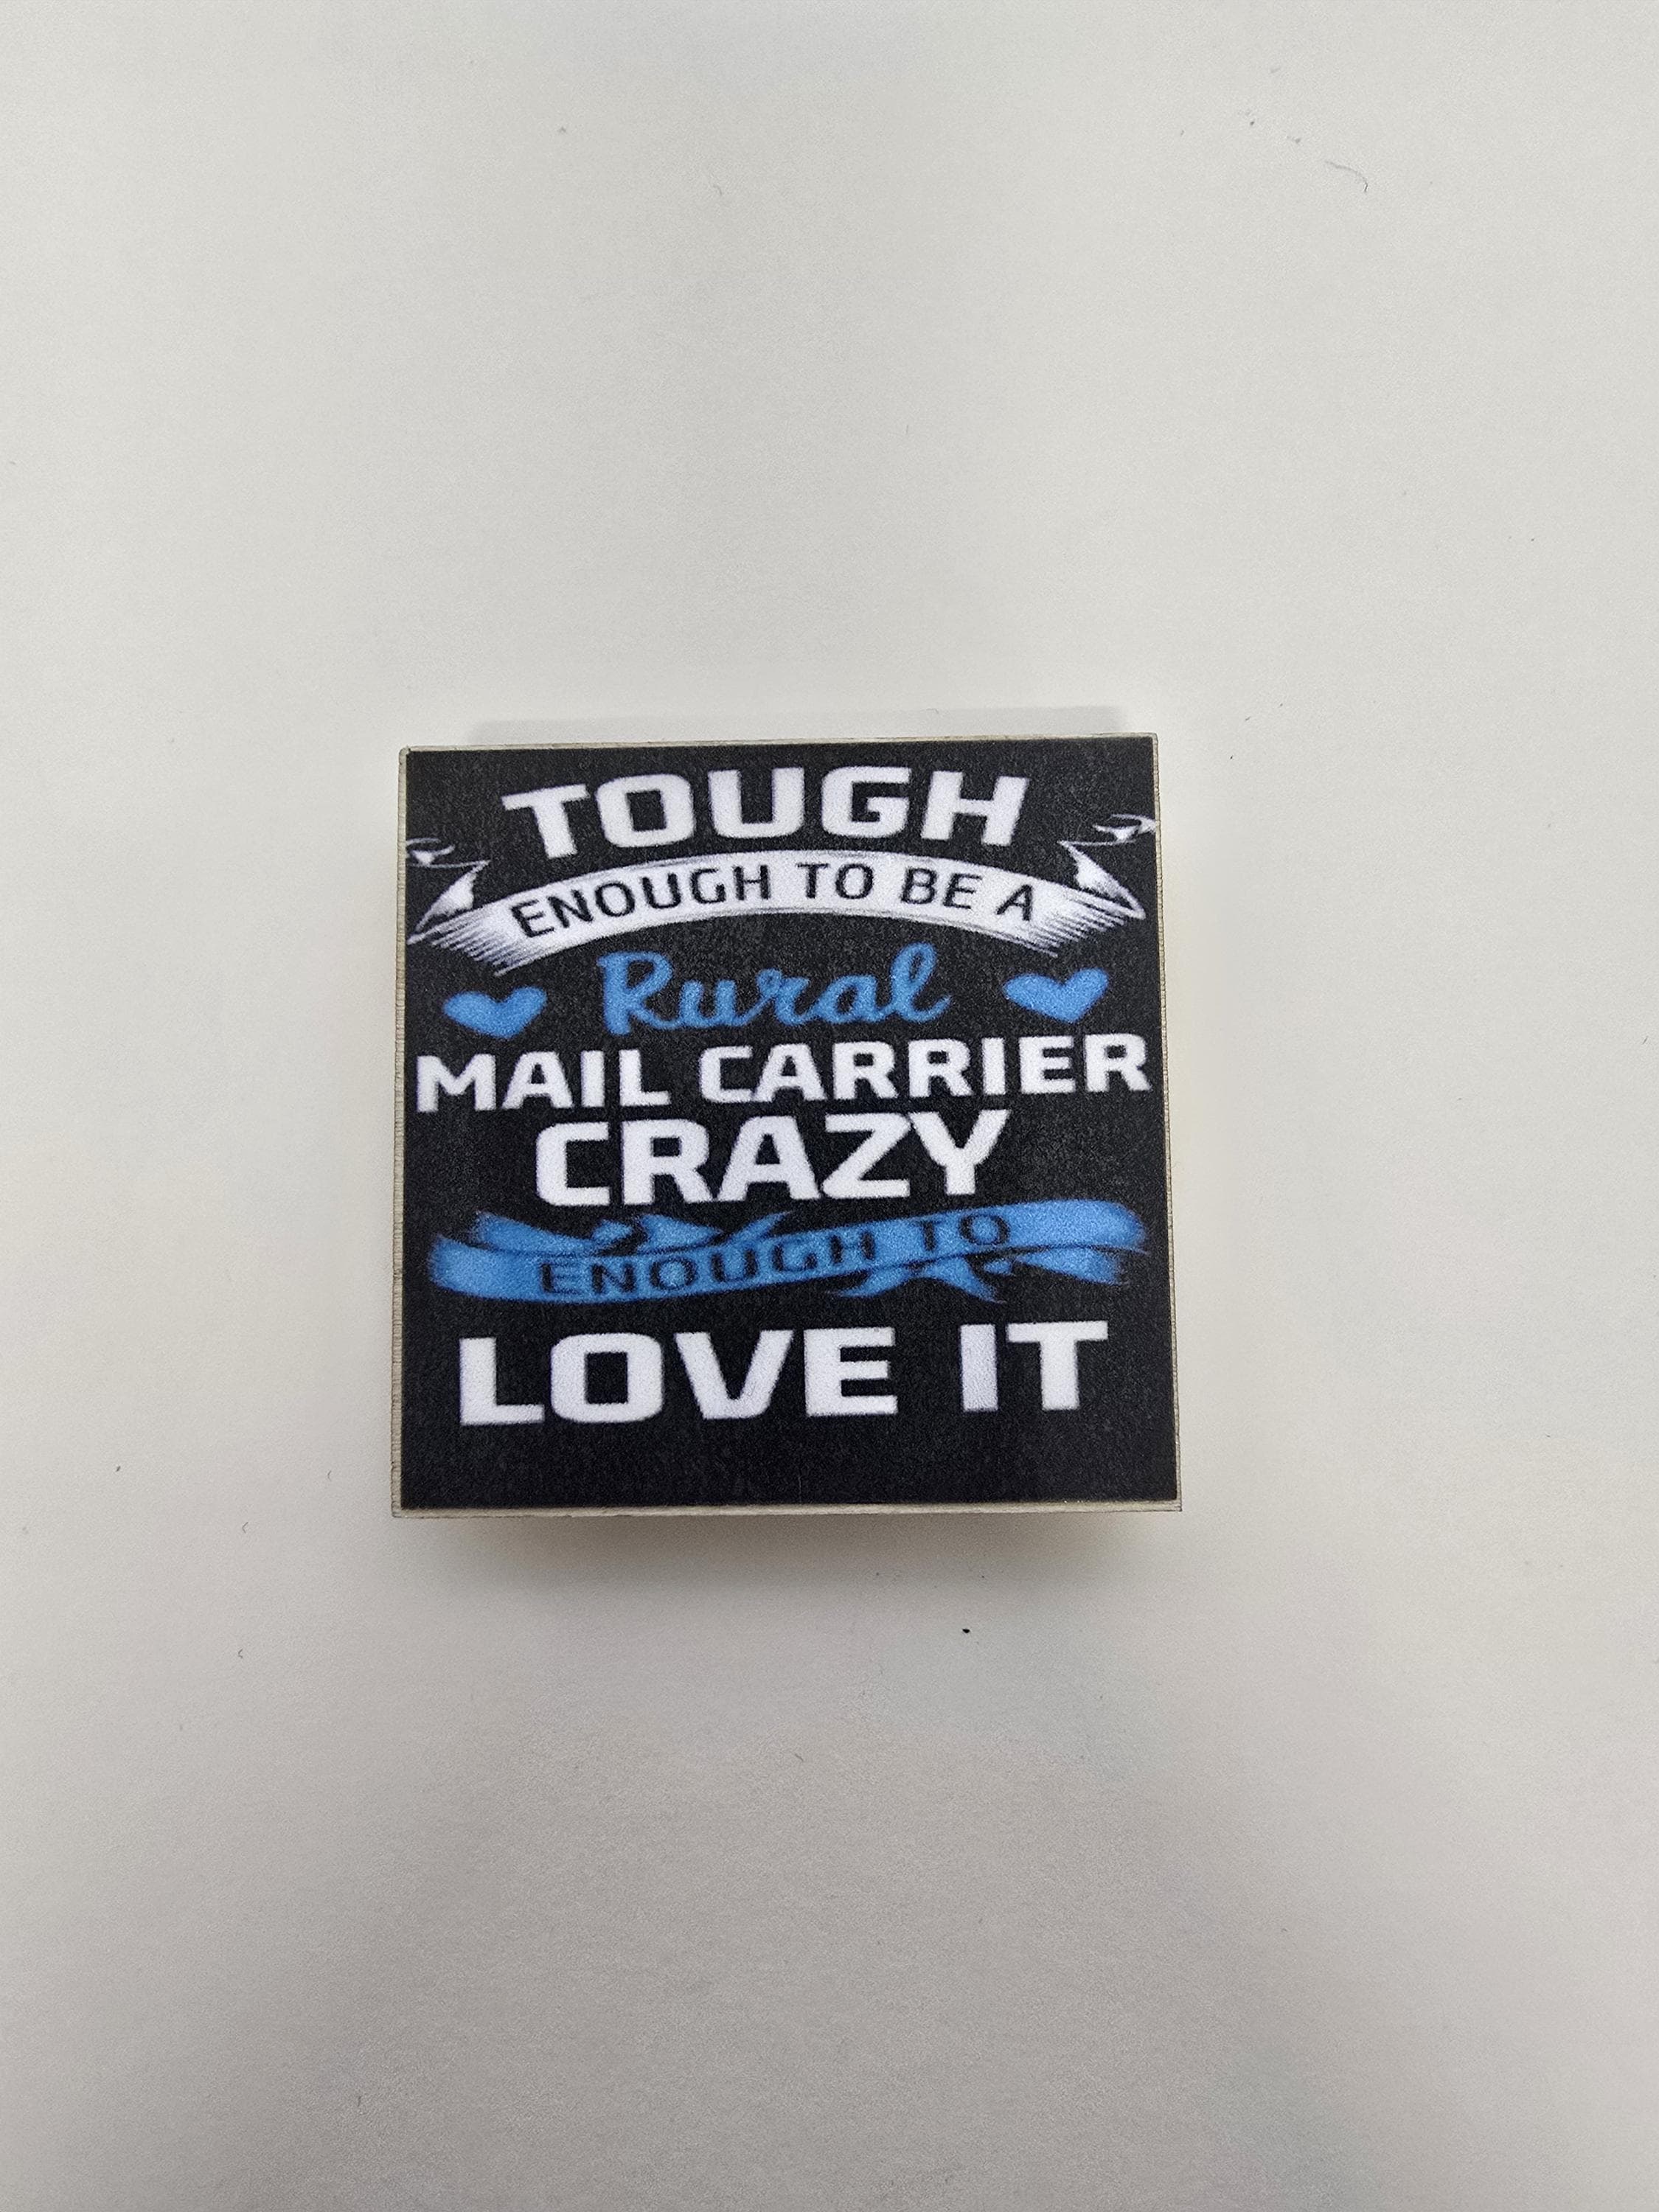 TOUGH
ENOUGH TO BE A
Rural
MAIL CARRIER
CRAZY
ENOUGH TO
LOVE IT